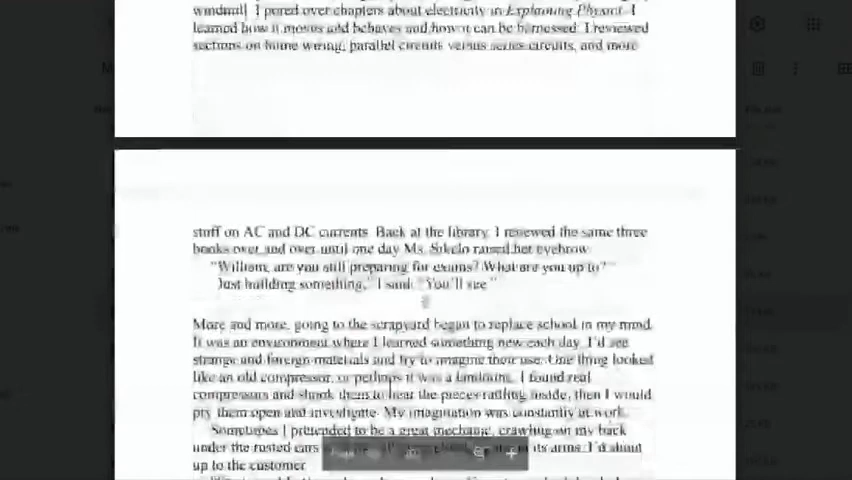 windmill. I pored over chapters about electricity in Explaining Physics. I
learned how it moves and behaves and how it can be harnessed. I reviewed
sections on home wiring, parallel circuits versus series circuits, and more
stuff on AC and DC currents. Back at the library, I reviewed the same three
books over and over until one day Ms. Sikelo raised her eyebrow.
"William, are you still preparing for exams? What are you up to?"
"Just building something," I said. "You'll see."
More and more, going to the scrapyard began to replace school in my mind.
It was an environment where I learned something new each day. I'd see
strange and foreign materials and try to imagine their use. One thing looked
like an old compressor, or perhaps it was a landmine. I found real
compressors and shook them to hear the pieces rattling inside, then I would
pry them open and investigate. My imagination was constantly at work.
Sometimes I pretended to be a great mechanic, crawling on my back
under the rusted cars its arms. I'd shout
up to the customer